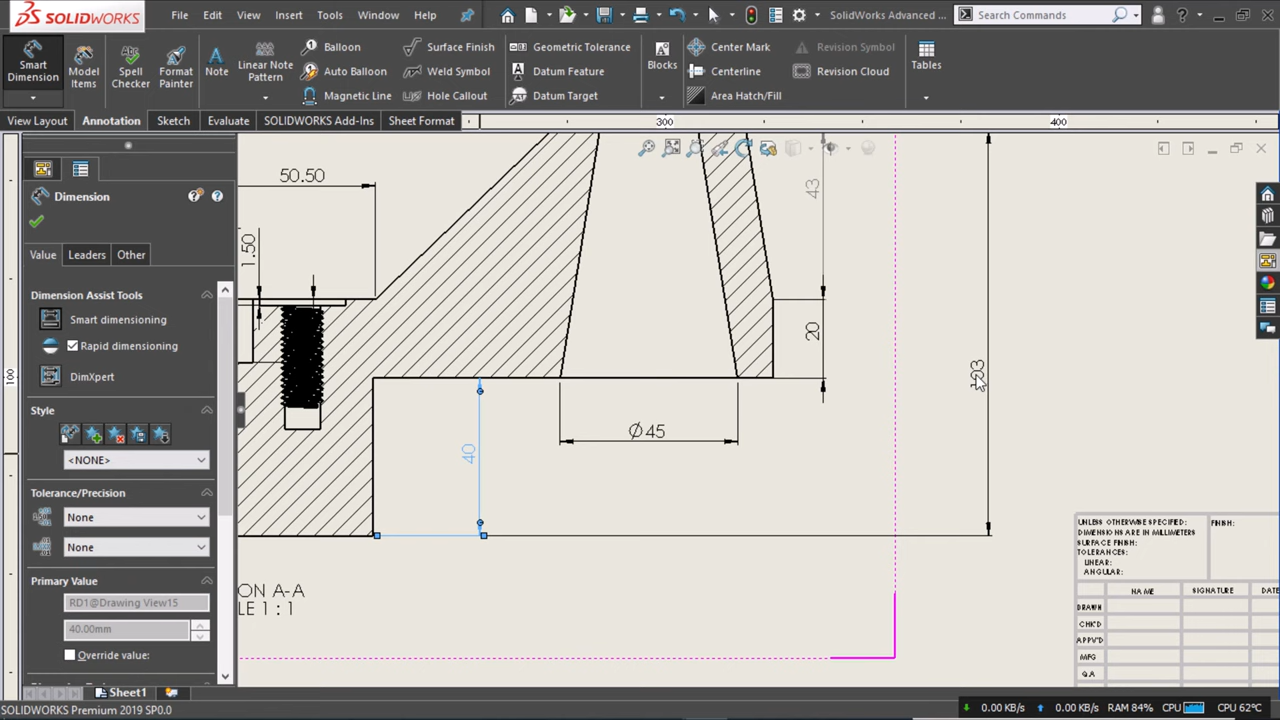 SOLIDWORKS File Edit View Insert Tools Window Help SolidWorks Advanced ... Search Commands
Smart Dimension
Model Items
Spell Checker
Format Painter
Note
Linear Note Pattern
Balloon
Auto Balloon
Magnetic Line
Surface Finish
Weld Symbol
Hole Callout
Geometric Tolerance
Datum Feature
Datum Target
Blocks
Center Mark
Centerline
Area Hatch/Fill
Revision Symbol
Revision Cloud
Tables
View Layout Annotation Sketch Evaluate SOLIDWORKS Add-Ins Sheet Format
300 400
100
Dimension
Value Leaders Other
Dimension Assist Tools
Smart dimensioning
Rapid dimensioning
DimXpert
Style
<NONE>
Tolerance/Precision
None
None
Primary Value
RD1@Drawing View15
40.00mm
Override value:
50.50
1.50
43
20
123
40
Ø45
ON A-A
LE 1 : 1
UNLESS OTHERWISE SPECIFIED:
DIMENSIONS ARE IN MILLIMETERS
SURFACE FINISH:
TOLERANCES:
LINEAR:
ANGULAR:
FINISH:
NAME SIGNATURE DATE
DRAWN
CHK'D
APPV'D
MFG
Q.A
Sheet1
SOLIDWORKS Premium 2019 SP0.0
0.00 KB/s 0.00 KB/s RAM 84% CPU CPU 62°C